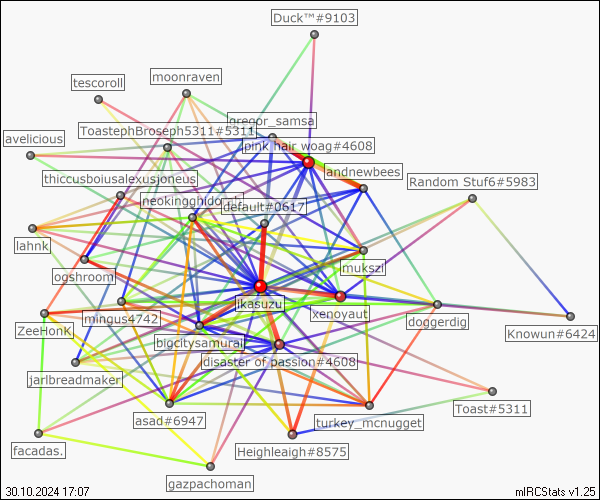 Duck™#9103
moonraven
tescoroll
gregor_samsa
ToastephBroseph5311#5311
avelicious
pink hair woag#4608
landnewbees
thiccusboiusalexusjoneus
Random Stuf6#5983
neokingghidorah
default#0617
lahnk
mukszi
ogshroom
ikasuzu
xenoyaut
mingus4742
ZeeHonK
doggerdig
Knowun#6424
bigcitysamurai
disaster of passion#4608
jarlbreadmaker
Toast#5311
asad#6947
turkey_mcnugget
facadas.
Heighleaigh#8575
gazpachoman
30.10.2024 17:07
mIRCStats v1.25